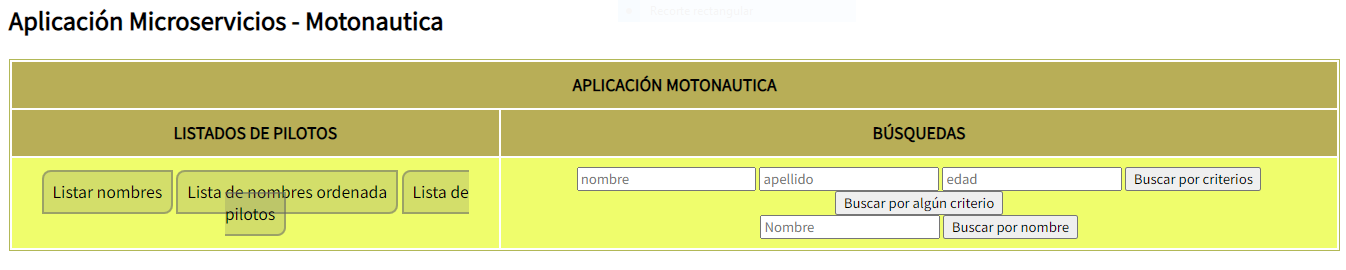 Recorte rectangular
Aplicación Microservicios - Motonautica
APLICACIÓN MOTONAUTICA
LISTADOS DE PILOTOS
BÚSQUEDAS
Listar nombres
Lista de nombres ordenada
Lista de
pilotos
nombre
apellido
edad
Buscar por criterios
Buscar por algún criterio
Nombre
Buscar por nombre